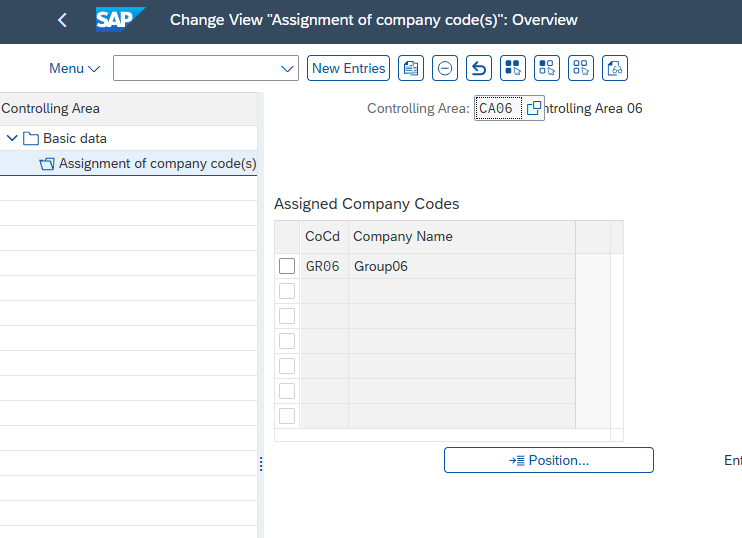 SAP Change View "Assignment of company code(s)": Overview
Menu New Entries
Controlling Area
Controlling Area: CA06 ntrolling Area 06
Basic data
Assignment of company code(s)
Assigned Company Codes
CoCd Company Name
GR06 Group06
Position... Ent